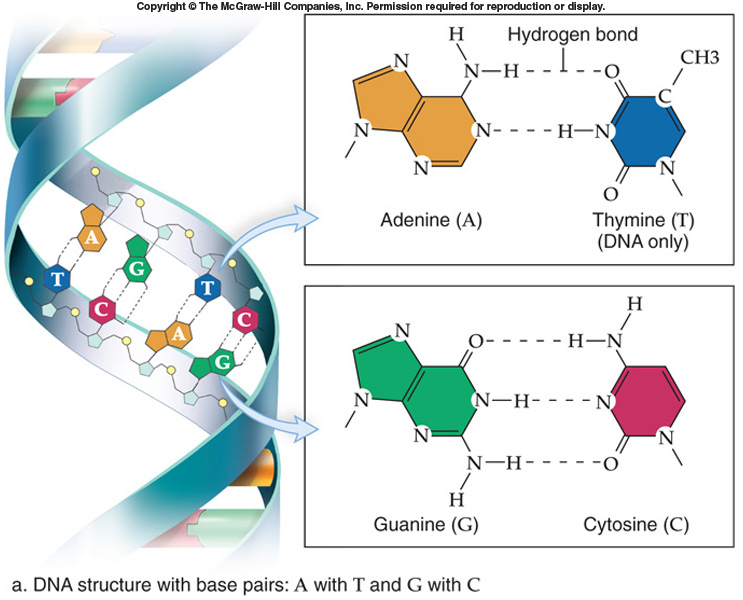 Copyright © The McGraw-Hill Companies, Inc. Permission required for reproduction or display.
H
Hydrogen bond
N
N–H
O
CH3
C
N
N
H–N
N
O
N
Adenine (A)
Thymine (T)
(DNA only)
A
G
T
T
C
C
A
G
H
N
O
H–N
N
N–H
N
N
N
N–H
O
H
Guanine (G)
Cytosine (C)
a. DNA structure with base pairs: A with T and G with C